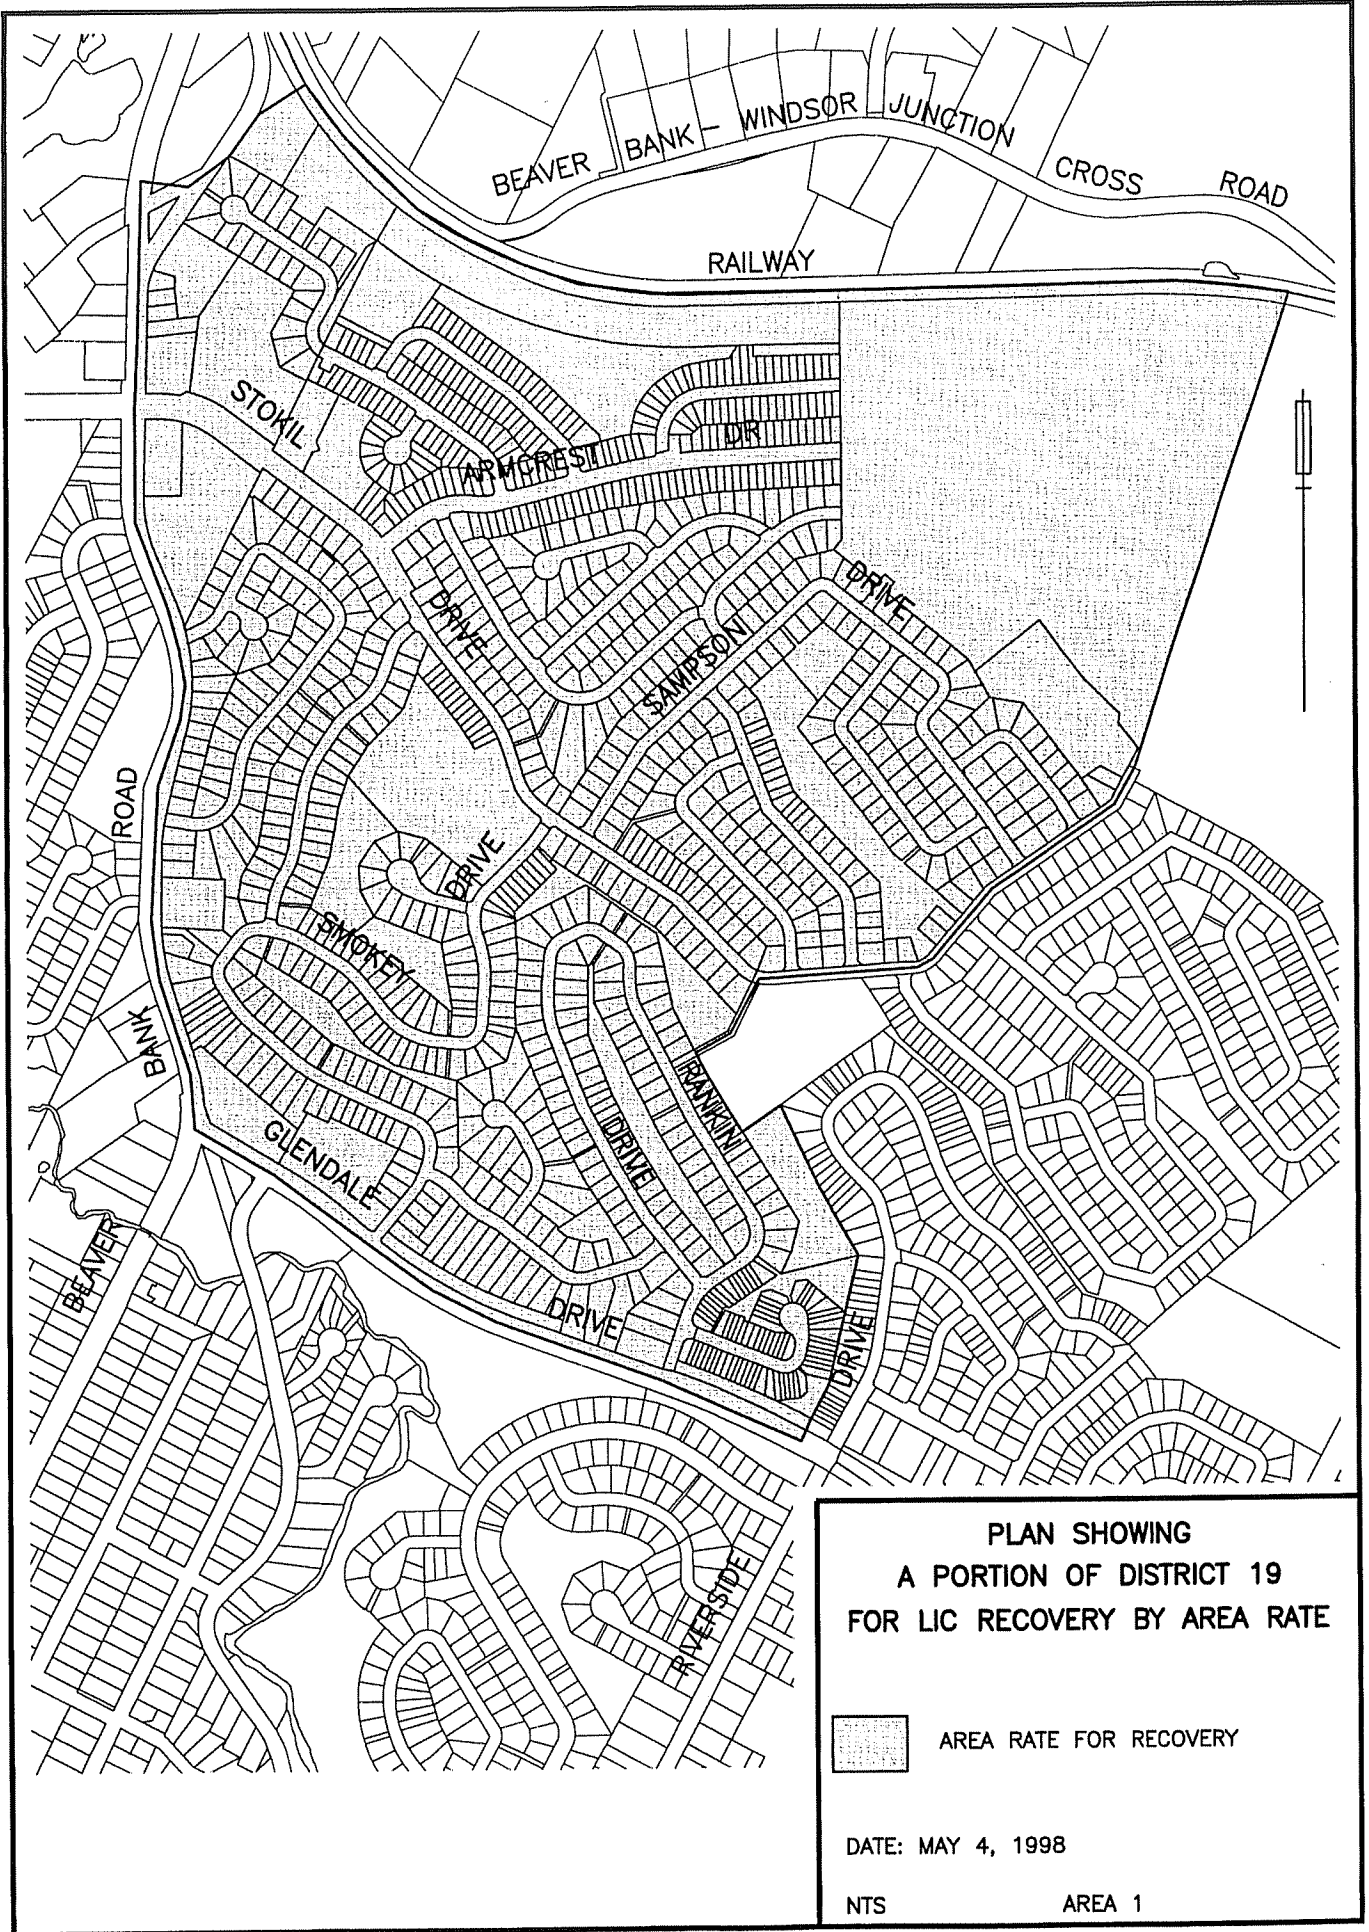 BEAVER BANK - WINDSOR JUNCTION CROSS ROAD
RAILWAY
STOKIL DRIVE
ARMCREST DR
SAMPSON DRIVE
SMOKEY DRIVE
RANKIN DRIVE
GLENDALE DRIVE
DRIVE
BEAVER BANK ROAD
RIVERSIDE
PLAN SHOWING
A PORTION OF DISTRICT 19
FOR LIC RECOVERY BY AREA RATE
AREA RATE FOR RECOVERY
DATE: MAY 4, 1998
NTS AREA 1